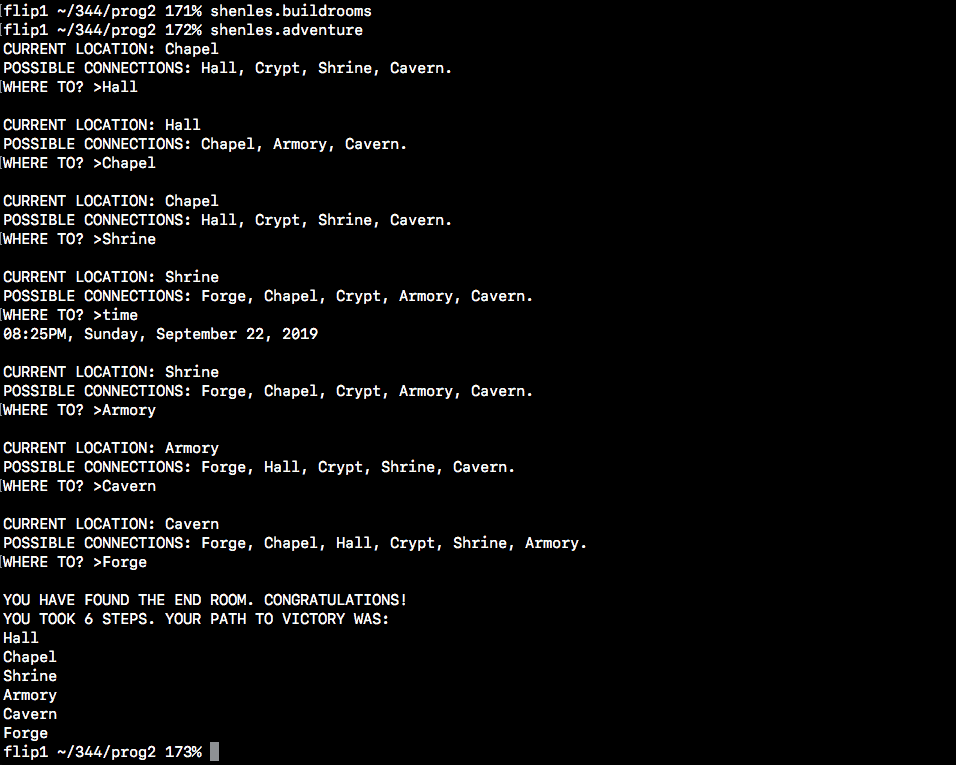 [flip1 ~/344/prog2 171% shenles.buildrooms
[flip1 ~/344/prog2 172% shenles.adventure
CURRENT LOCATION: Chapel
POSSIBLE CONNECTIONS: Hall, Crypt, Shrine, Cavern.
[WHERE TO? >Hall

CURRENT LOCATION: Hall
POSSIBLE CONNECTIONS: Chapel, Armory, Cavern.
[WHERE TO? >Chapel

CURRENT LOCATION: Chapel
POSSIBLE CONNECTIONS: Hall, Crypt, Shrine, Cavern.
[WHERE TO? >Shrine

CURRENT LOCATION: Shrine
POSSIBLE CONNECTIONS: Forge, Chapel, Crypt, Armory, Cavern.
[WHERE TO? >time
08:25PM, Sunday, September 22, 2019

CURRENT LOCATION: Shrine
POSSIBLE CONNECTIONS: Forge, Chapel, Crypt, Armory, Cavern.
[WHERE TO? >Armory

CURRENT LOCATION: Armory
POSSIBLE CONNECTIONS: Forge, Hall, Crypt, Shrine, Cavern.
[WHERE TO? >Cavern

CURRENT LOCATION: Cavern
POSSIBLE CONNECTIONS: Forge, Chapel, Hall, Crypt, Shrine, Armory.
[WHERE TO? >Forge

YOU HAVE FOUND THE END ROOM. CONGRATULATIONS!
YOU TOOK 6 STEPS. YOUR PATH TO VICTORY WAS:
Hall
Chapel
Shrine
Armory
Cavern
Forge
flip1 ~/344/prog2 173%